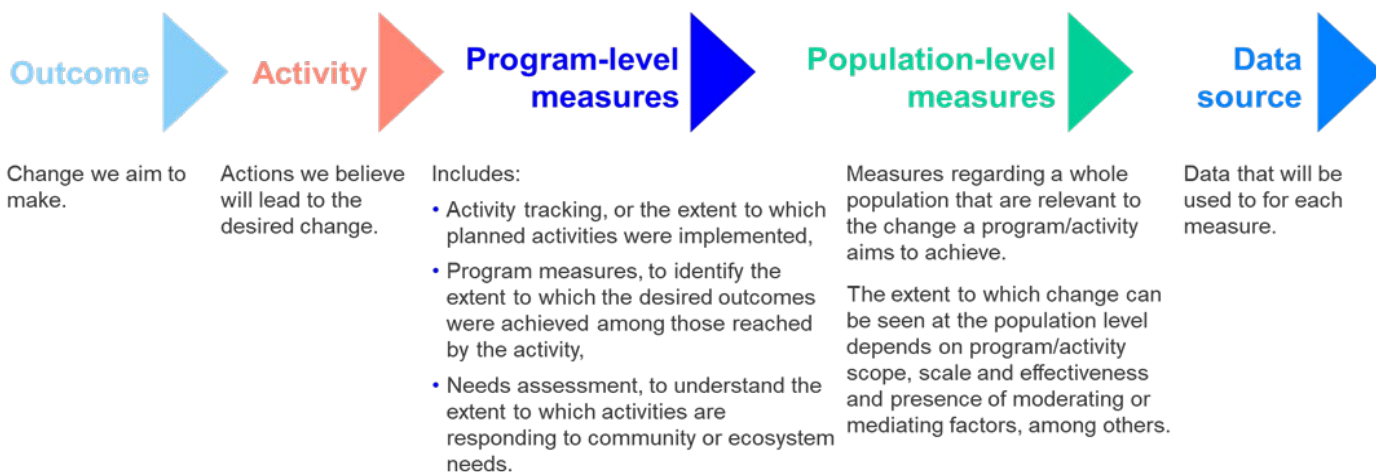 Outcome
Activity
Program-level
measures
Population-level
measures
Data
source
Change we aim to
make.
Actions we believe
will lead to the
desired change.
Includes:
• Activity tracking, or the extent to which
planned activities were implemented,
• Program measures, to identify the
extent to which the desired outcomes
were achieved among those reached
by the activity,
• Needs assessment, to understand the
extent to which activities are
responding to community or ecosystem
needs.
Measures regarding a whole
population that are relevant to
the change a program/activity
aims to achieve.
The extent to which change can
be seen at the population level
depends on program/activity
scope, scale and effectiveness
and presence of moderating or
mediating factors, among others.
Data that will be
used to for each
measure.